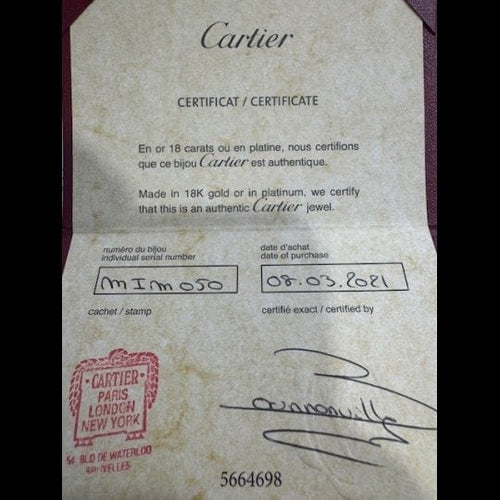 Cartier
CERTIFICAT / CERTIFICATE
En or 18 carats ou en platine, nous certifions
que ce bijou Cartier est authentique.
Made in 18K gold or in platinum, we certify
that this is an authentic Cartier jewel.
numéro du bijou
individual serial number
date d'achat
date of purchase
MIM050
08.03.2021
cachet / stamp
certifié exact / certified by
CARTIER
PARIS
LONDON
NEW YORK
54 BLD DE WATERLOO
BRUXELLES
5664698